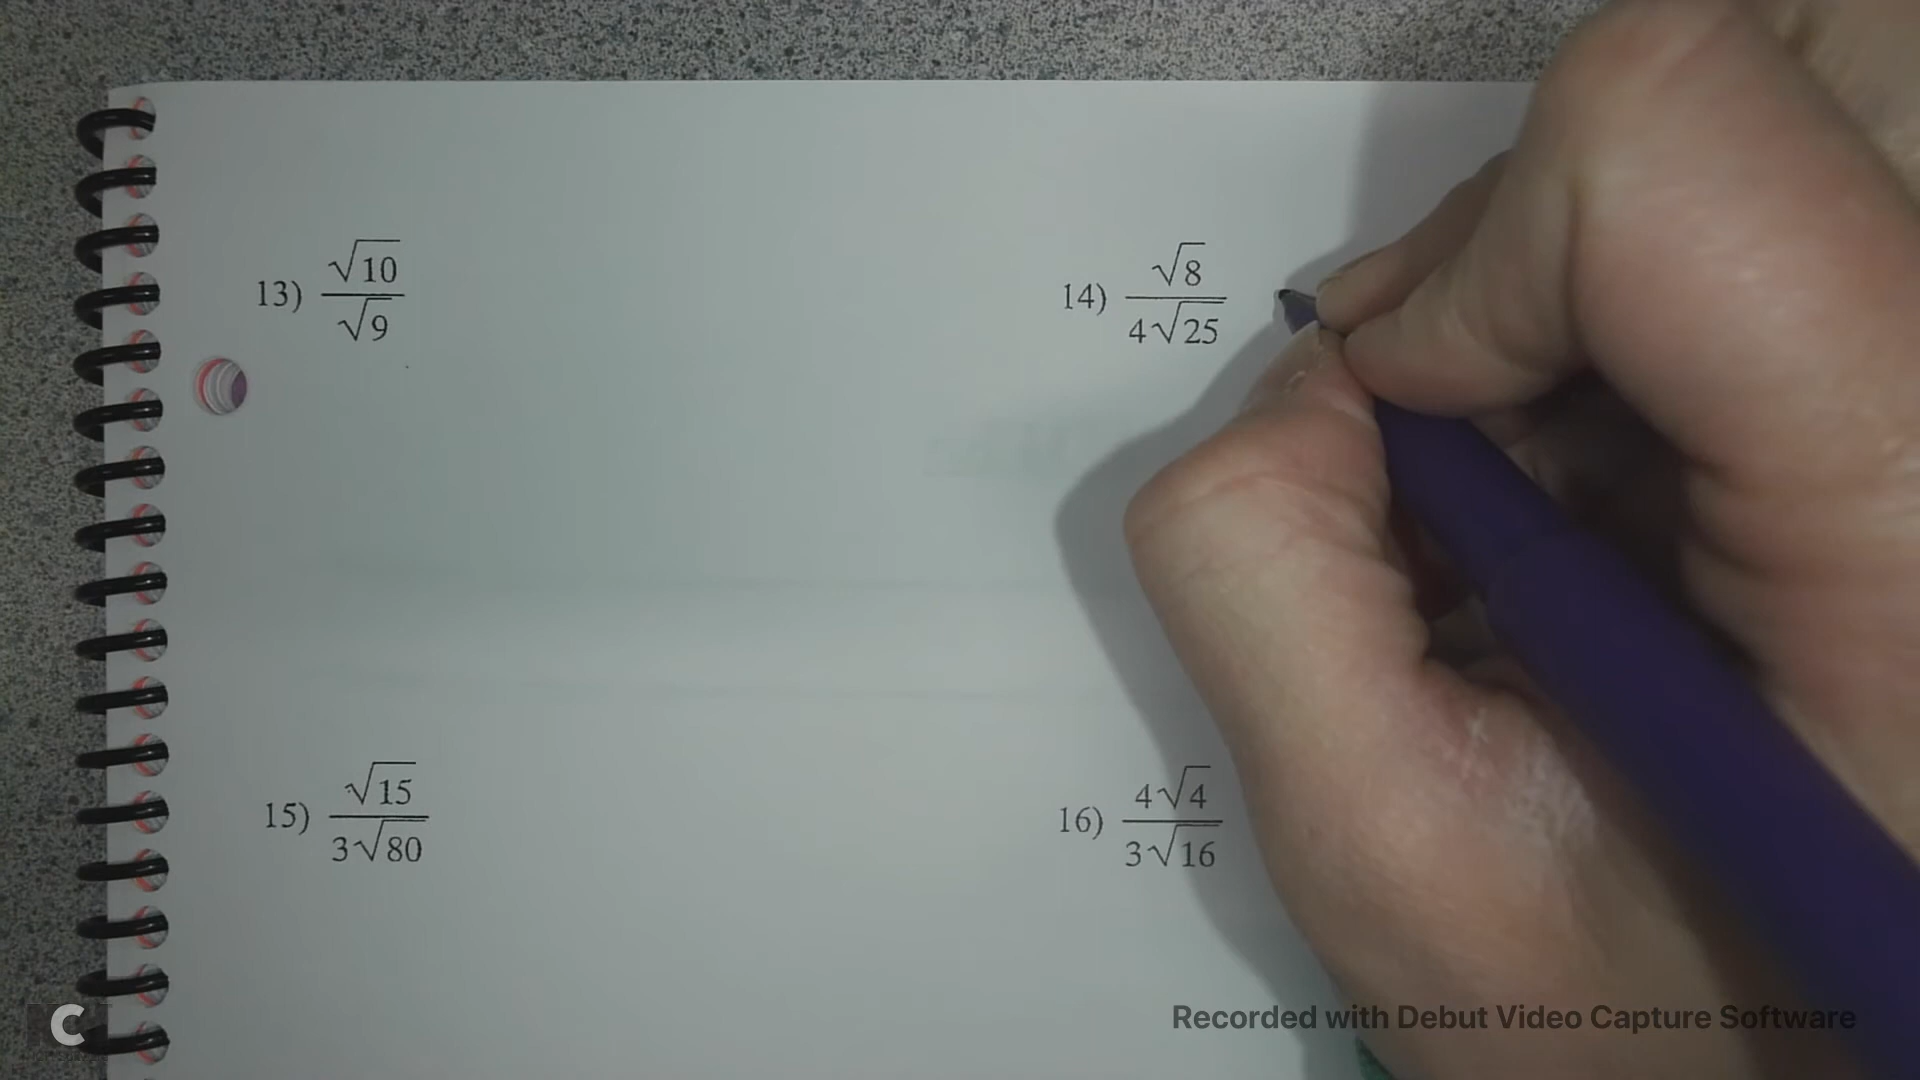 13) √10 / √9
14) √8 / 4√25
15) √15 / 3√80
16) 4√4 / 3√16
C
Recorded with Debut Video Capture Software